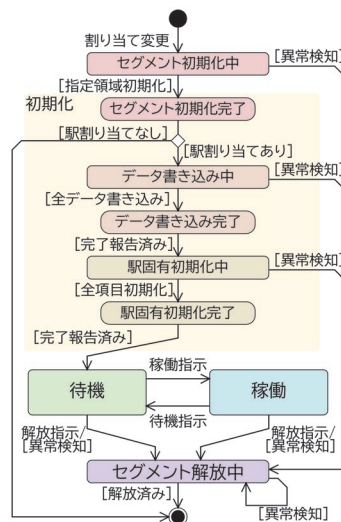 割り当て変更
セグメント初期化中
[異常検知]
[指定領域初期化]
初期化
セグメント初期化完了
[駅割り当てなし]
[駅割り当てあり]
データ書き込み中
[異常検知]
[全データ書き込み]
データ書き込み完了
[完了報告済み]
駅固有初期化中
[異常検知]
[全項目初期化]
駅固有初期化完了
[完了報告済み]
稼働指示
待機
稼働
待機指示
解放指示/
[異常検知]
解放指示/
[異常検知]
セグメント解放中
[解放済み]
[異常検知]